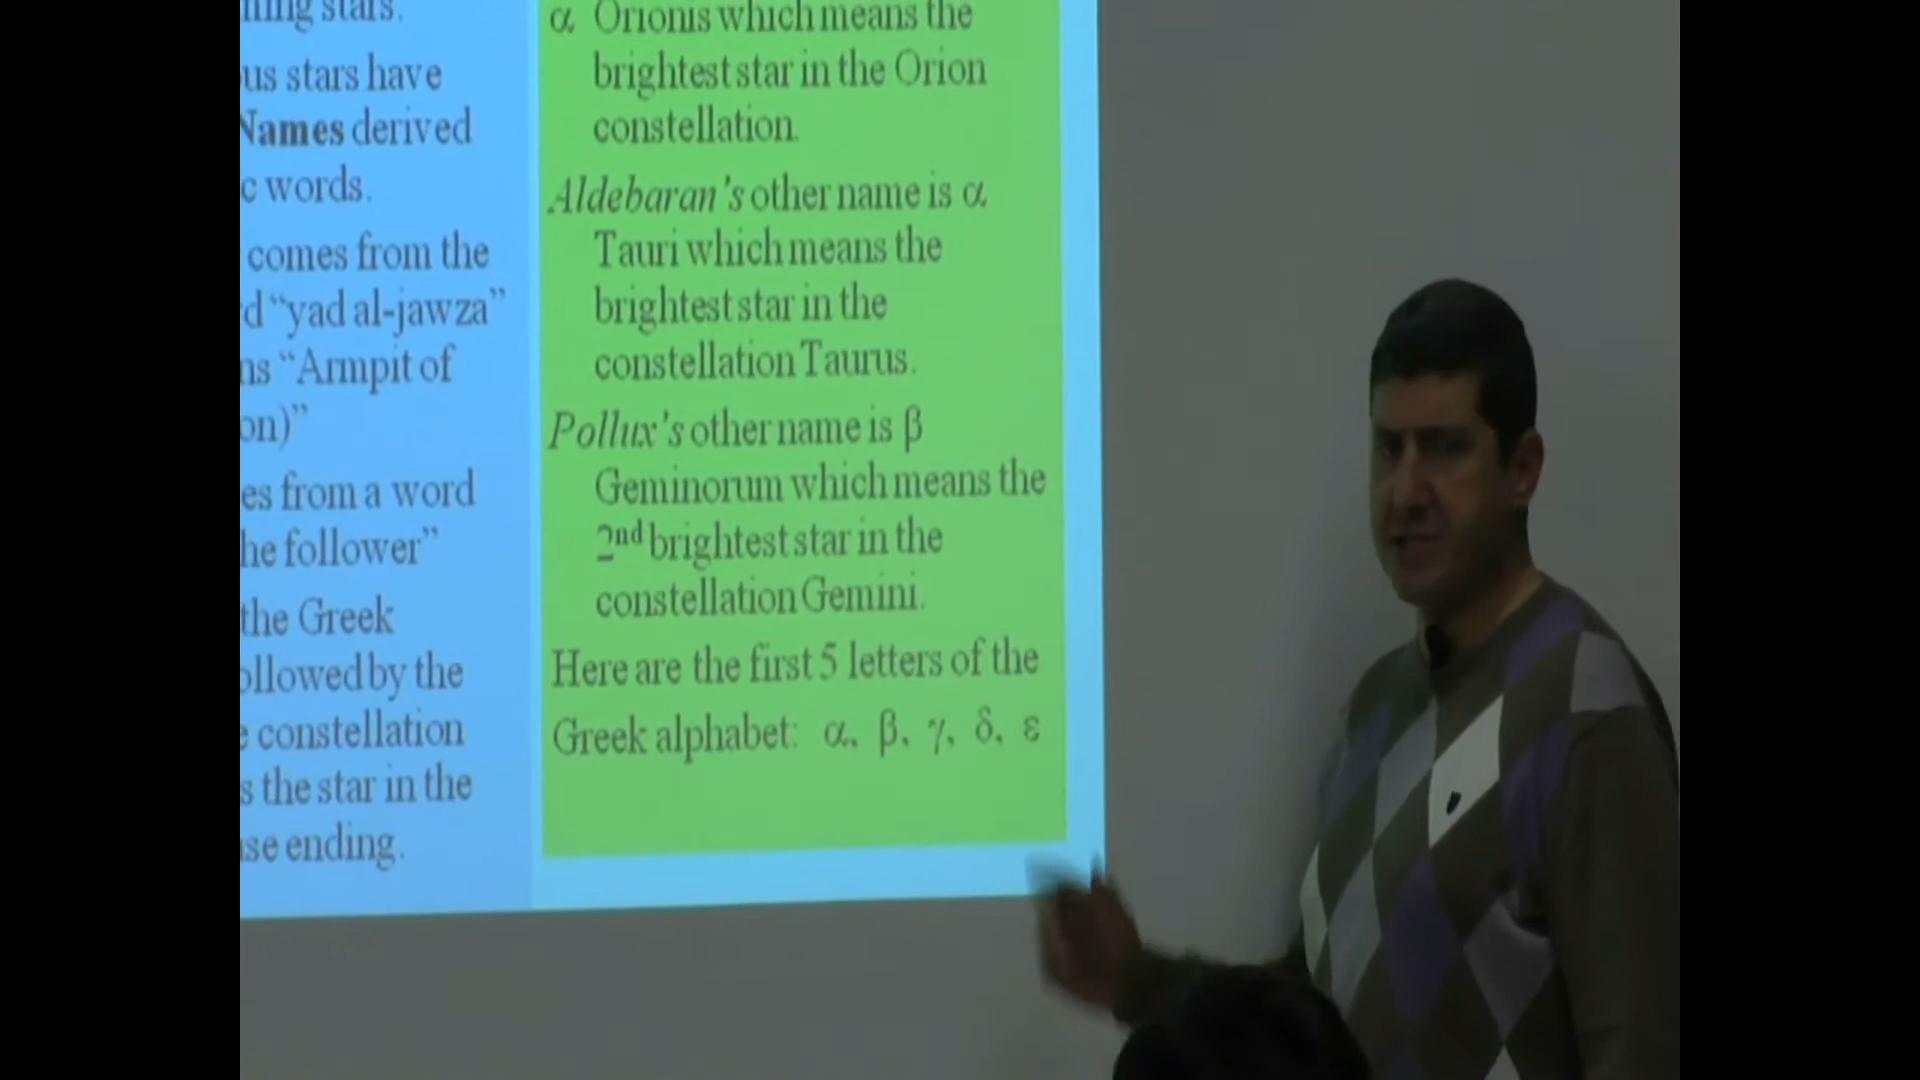 stars.
us stars have
Names derived
c words.
comes from the
d “yad al-jawza”
ns “Armpit of
on)”
es from a word
he follower”
the Greek
ollowed by the
e constellation
s the star in the
se ending.
α Orionis which means the
brightest star in the Orion
constellation.
Aldebaran's other name is α
Tauri which means the
brightest star in the
constellation Taurus.
Pollux's other name is β
Geminorum which means the
2nd brightest star in the
constellation Gemini.
Here are the first 5 letters of the
Greek alphabet: α, β, γ, δ, ε